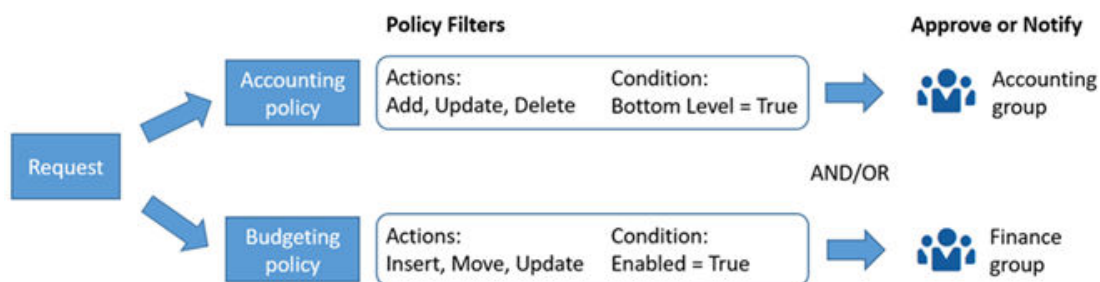 Policy Filters
Approve or Notify
Request
Accounting
policy
Actions:
Add, Update, Delete
Condition:
Bottom Level = True
Accounting
group
AND/OR
Budgeting
policy
Actions:
Insert, Move, Update
Condition:
Enabled = True
Finance
group